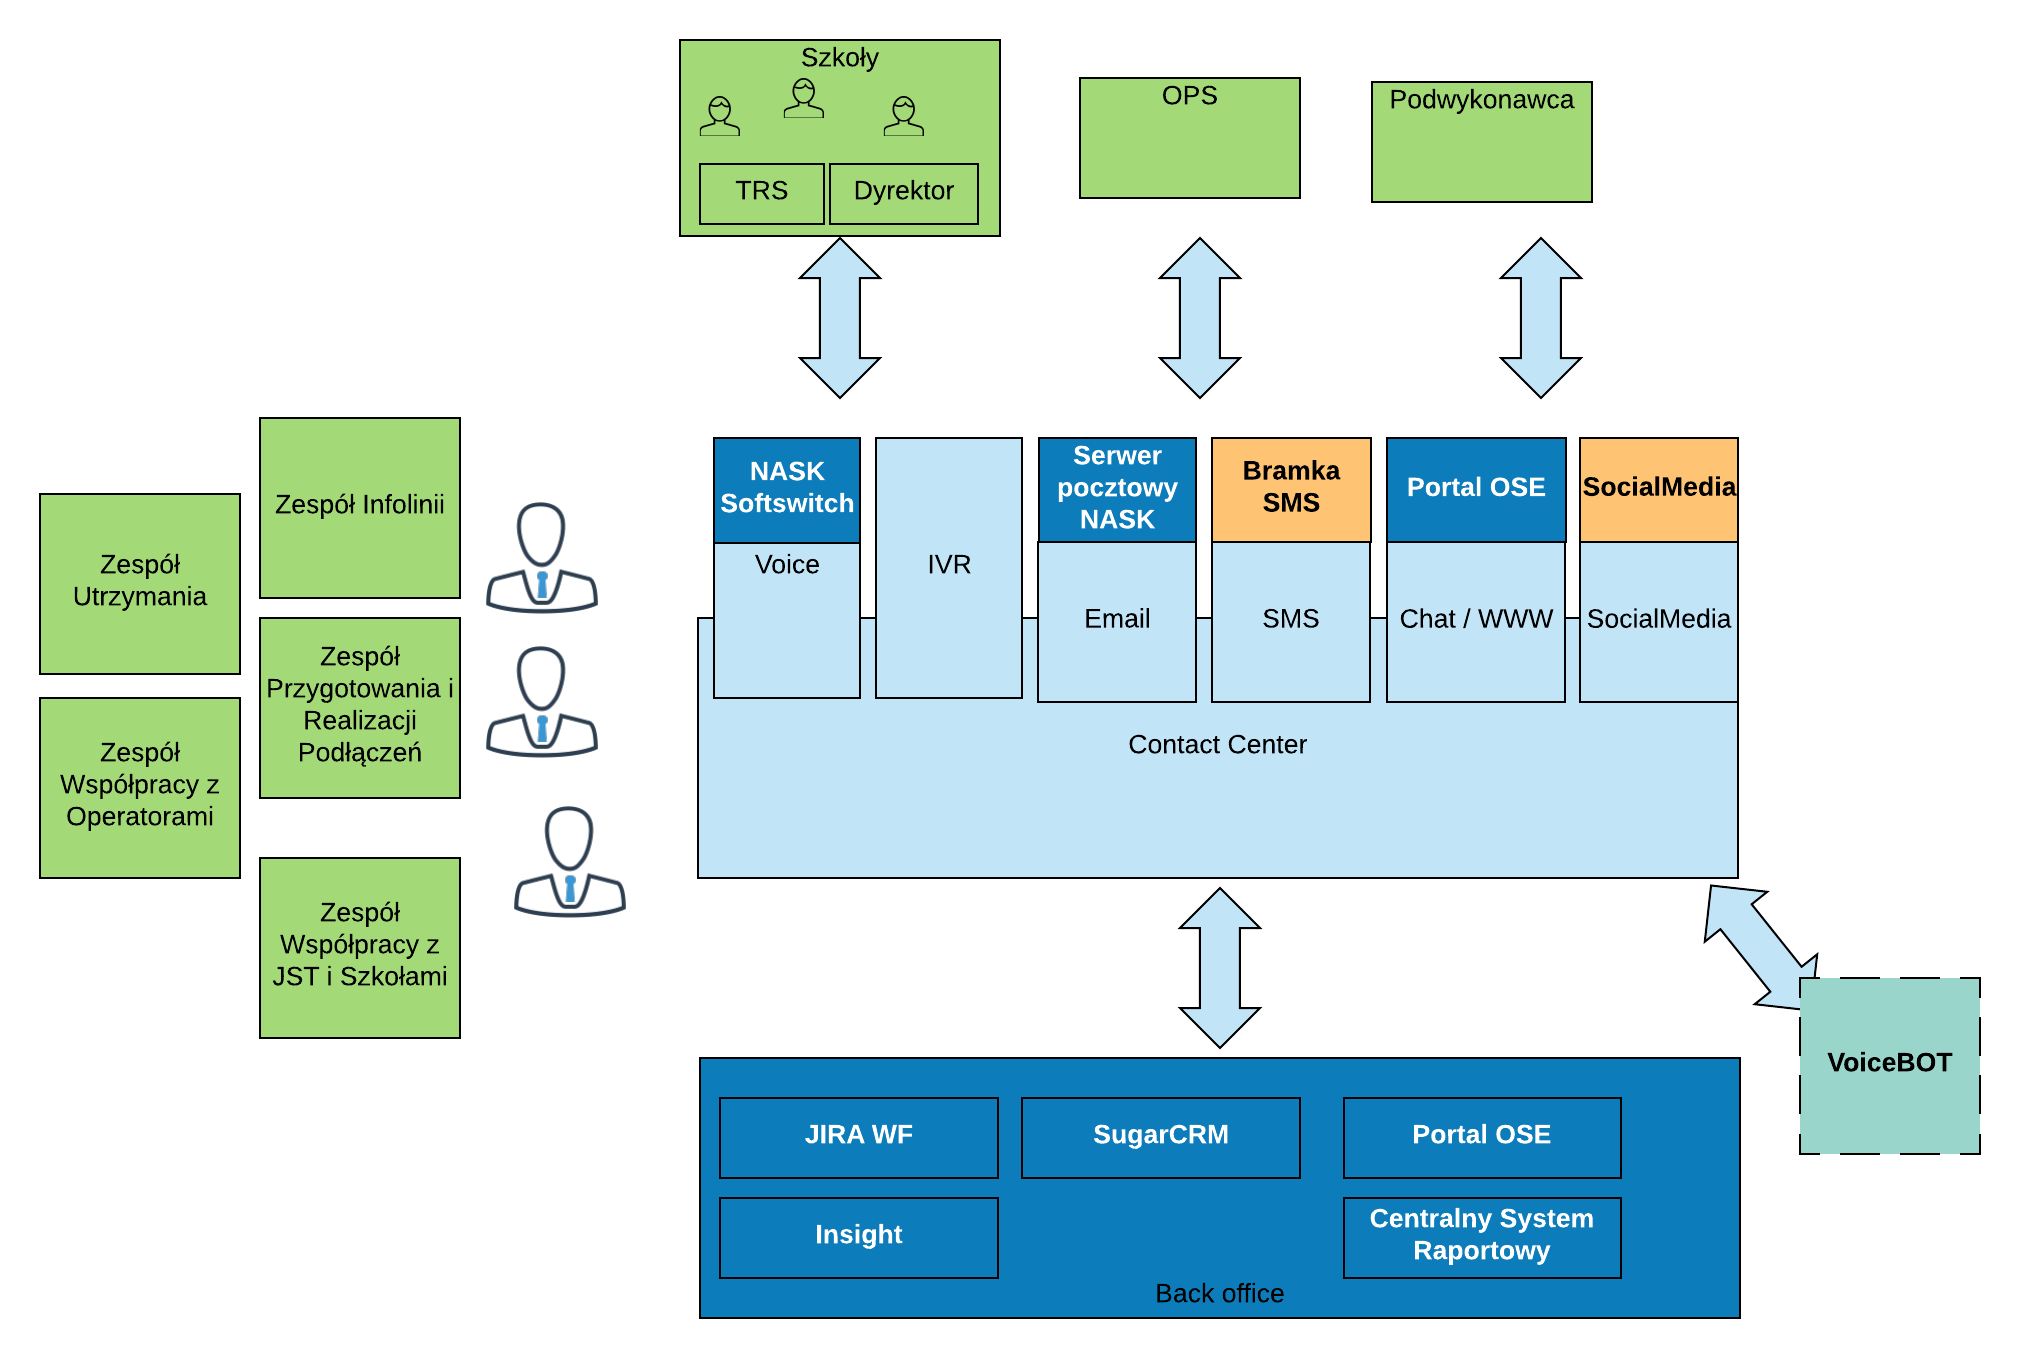 Szkoły
TRS
Dyrektor
OPS
Podwykonawca
Zespół Infolinii
Zespół
Utrzymania
Zespół
Przygotowania i
Realizacji
Podłączeń
Zespół
Współpracy z
Operatorami
Zespół
Współpracy z
JST i Szkołami
NASK
Softswitch
Voice
IVR
Serwer
pocztowy
NASK
Email
Bramka
SMS
SMS
Portal OSE
Chat / WWW
SocialMedia
SocialMedia
Contact Center
VoiceBOT
JIRA WF
SugarCRM
Portal OSE
Insight
Centralny System
Raportowy
Back office